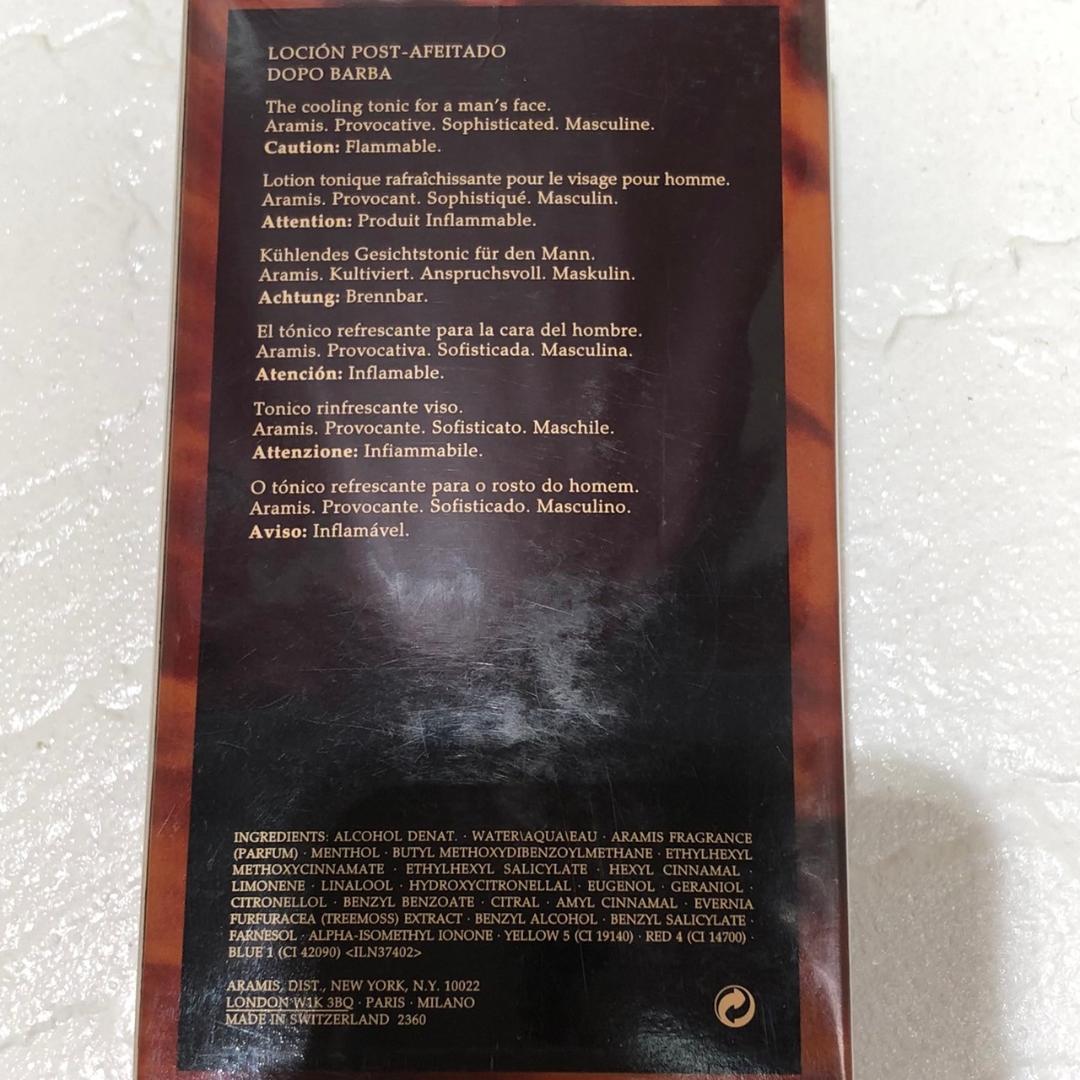 LOCIÓN POST-AFEITADO
DOPO BARBA
The cooling tonic for a man's face.
Aramis. Provocative. Sophisticated. Masculine.
Caution: Flammable.
Lotion tonique rafraîchissante pour le visage pour homme.
Aramis. Provocant. Sophistiqué. Masculin.
Attention: Produit Inflammable.
Kühlendes Gesichtstonic für den Mann.
Aramis. Kultiviert. Anspruchsvoll. Maskulin.
Achtung: Brennbar.
El tónico refrescante para la cara del hombre.
Aramis. Provocativa. Sofisticada. Masculina.
Atención: Inflamable.
Tonico rinfrescante viso.
Aramis. Provocante. Sofisticato. Maschile.
Attenzione: Infiammabile.
O tónico refrescante para o rosto do homem.
Aramis. Provocante. Sofisticado. Masculino.
Aviso: Inflamável.
INGREDIENTS: ALCOHOL DENAT. · WATER\AQUA\EAU · ARAMIS FRAGRANCE
(PARFUM) · MENTHOL · BUTYL METHOXYDIBENZOYLMETHANE · ETHYLHEXYL
METHOXYCINNAMATE · ETHYLHEXYL SALICYLATE · HEXYL CINNAMAL ·
LIMONENE · LINALOOL · HYDROXYCITRONELLAL · EUGENOL · GERANIOL ·
CITRONELLOL · BENZYL BENZOATE · CITRAL · AMYL CINNAMAL · EVERNIA
FURFURACEA (TREEMOSS) EXTRACT · BENZYL ALCOHOL · BENZYL SALICYLATE ·
FARNESOL · ALPHA-ISOMETHYL IONONE · YELLOW 5 (CI 19140) · RED 4 (CI 14700) ·
BLUE 1 (CI 42090) <ILN37402>
ARAMIS, DIST., NEW YORK, N.Y. 10022
LONDON W1K 3BQ · PARIS · MILANO
MADE IN SWITZERLAND 2360